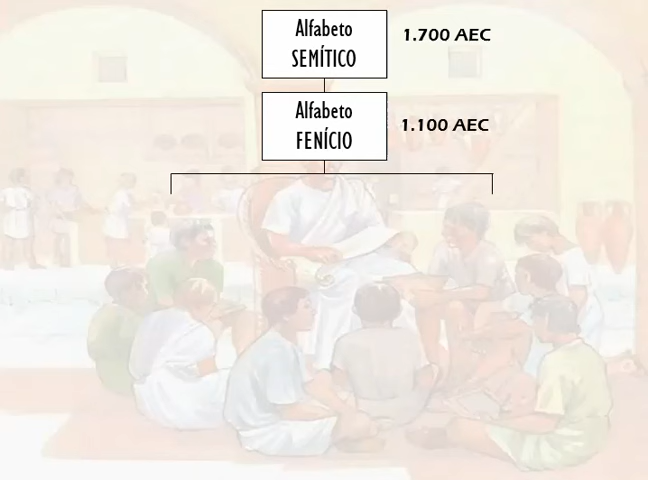 Alfabeto
SEMÍTICO
1.700 AEC
Alfabeto
FENÍCIO
1.100 AEC